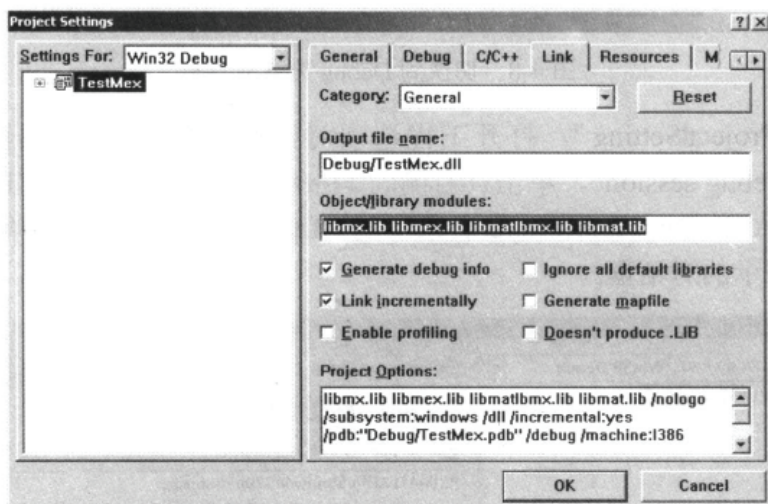 Project Settings
Settings For: Win32 Debug
TestMex
General Debug C/C++ Link Resources M
Category: General
Reset
Output file name:
Debug/TestMex.dll
Object/library modules:
libmx.lib libmex.lib libmatlbmx.lib libmat.lib
Generate debug info
Ignore all default libraries
Link incrementally
Generate mapfile
Enable profiling
Doesn't produce .LIB
Project Options:
libmx.lib libmex.lib libmatlbmx.lib libmat.lib /nologo
/subsystem:windows /dll /incremental:yes
/pdb:"Debug/TestMex.pdb" /debug /machine:I386
OK
Cancel